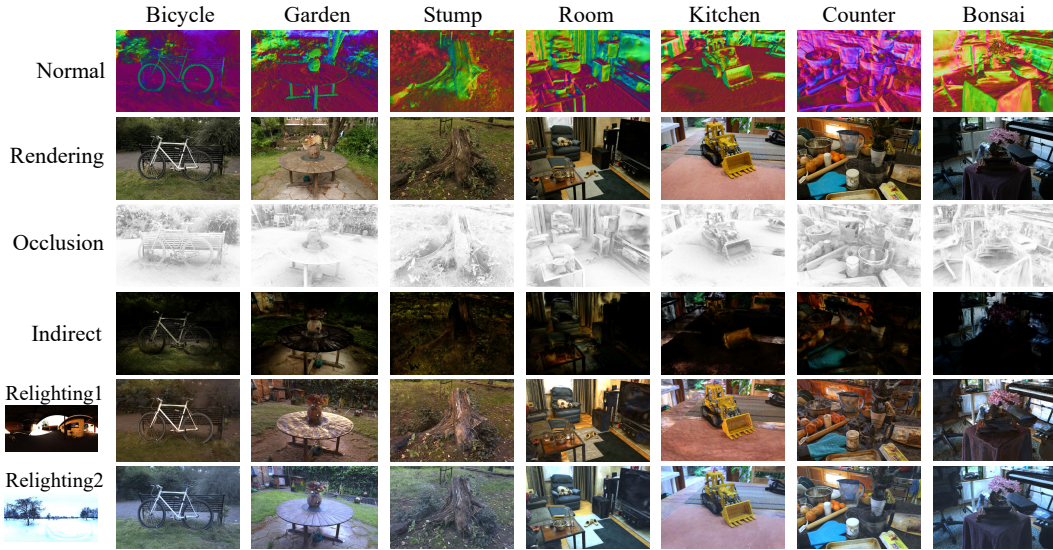 Bicycle Garden Stump Room Kitchen Counter Bonsai
Normal
Rendering
Occlusion
Indirect
Relighting1
Relighting2